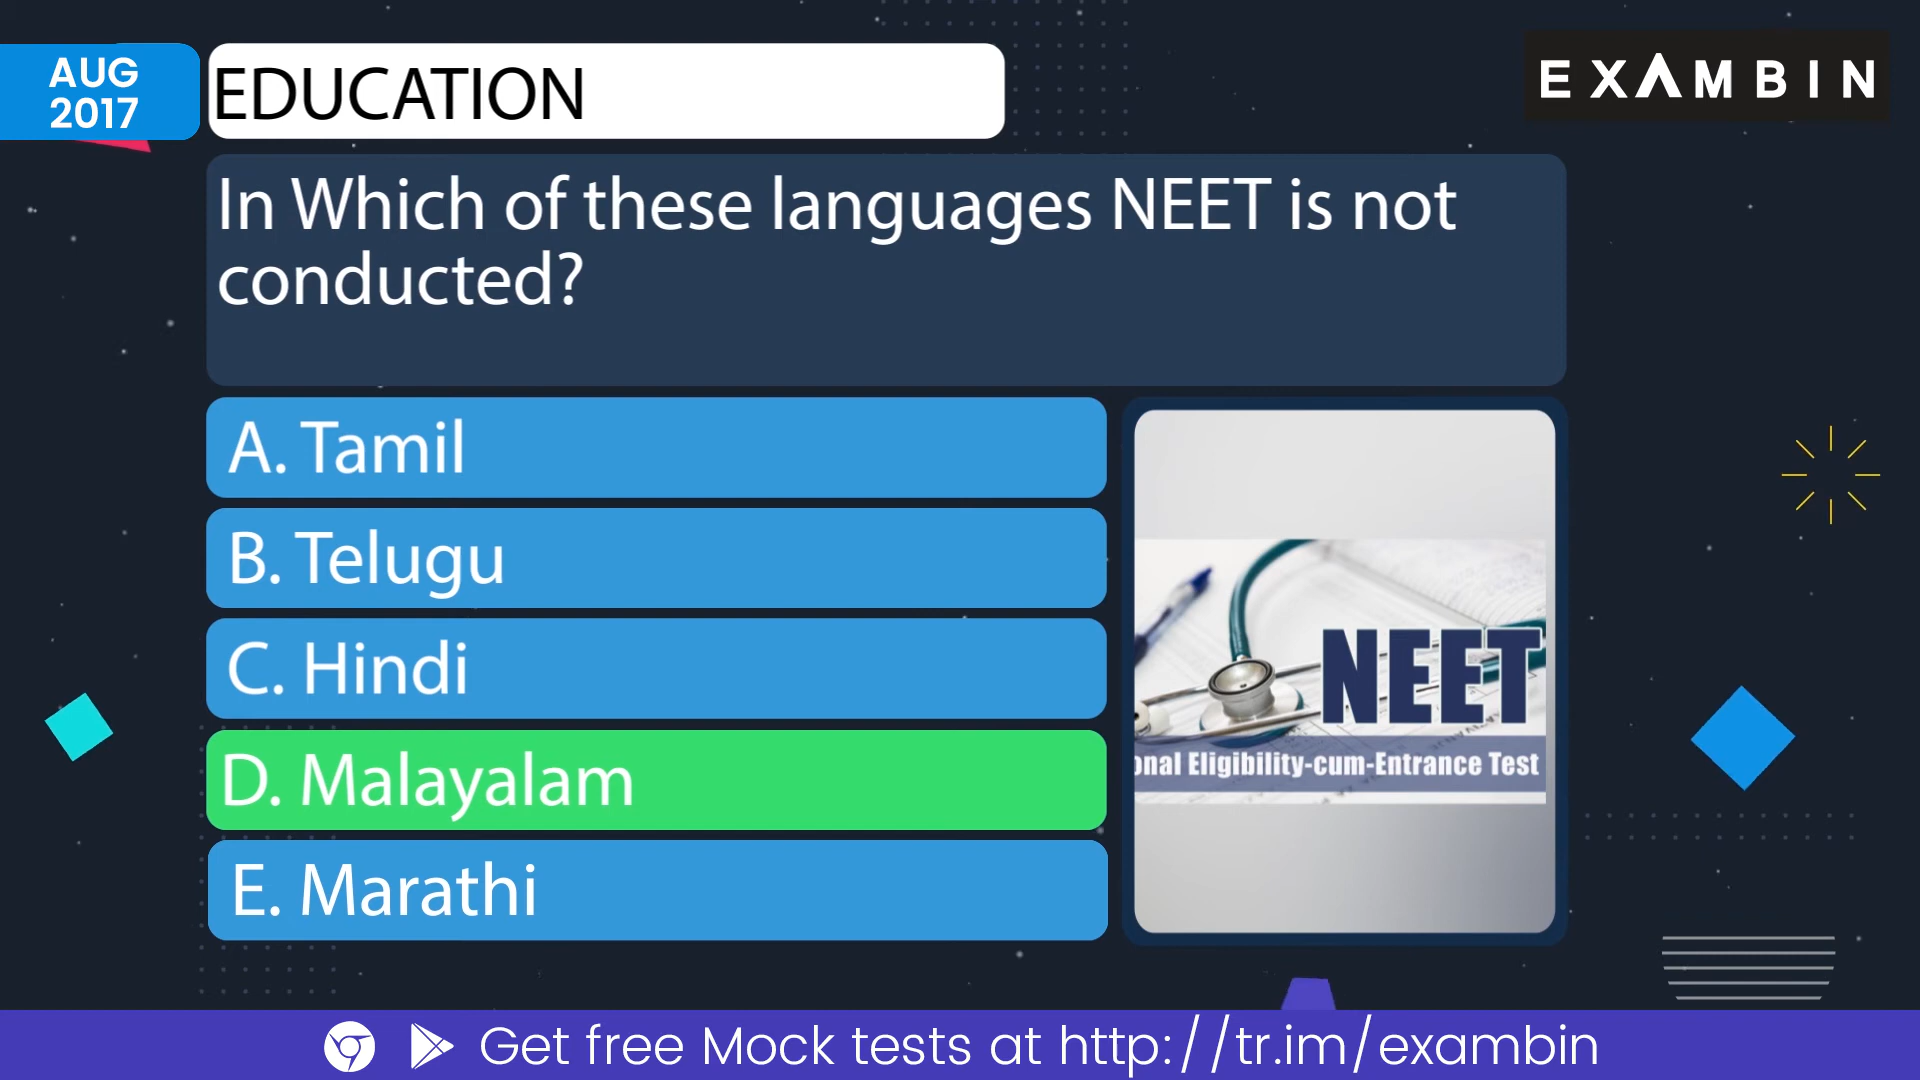 AUG
2017
EDUCATION
EXAMBIN
In Which of these languages NEET is not
conducted?
A. Tamil
B. Telugu
C. Hindi
D. Malayalam
E. Marathi
NEET
onal Eligibility-cum-Entrance Test
Get free Mock tests at http://tr.im/exambin